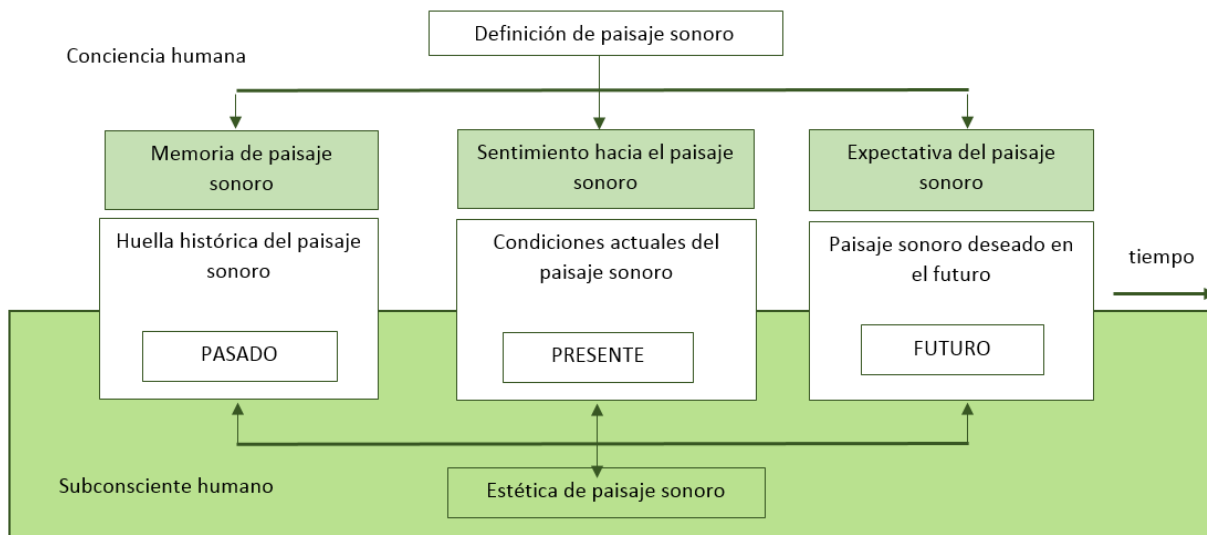 Definición de paisaje sonoro
Conciencia humana
Memoria de paisaje
sonoro
Sentimiento hacia el paisaje
sonoro
Expectativa del paisaje
sonoro
Huella histórica del paisaje
sonoro
Condiciones actuales del
paisaje sonoro
Paisaje sonoro deseado en
el futuro
tiempo
PASADO
PRESENTE
FUTURO
Subconsciente humano
Estética de paisaje sonoro